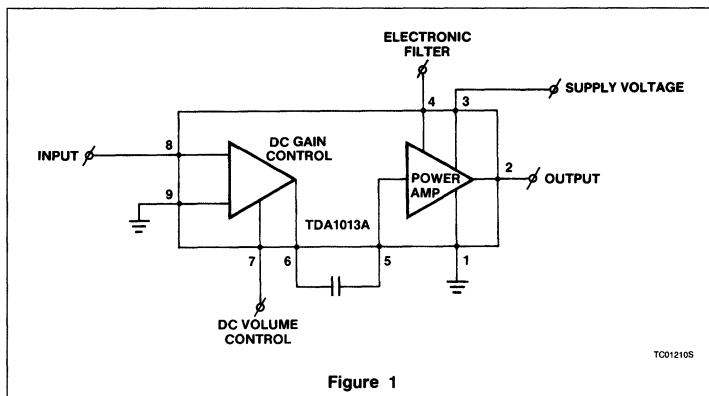 ELECTRONIC
FILTER
4
3
SUPPLY VOLTAGE
INPUT
8
DC GAIN
CONTROL
POWER
AMP
2
OUTPUT
9
TDA1013A
7
6
5
1
DC VOLUME
CONTROL
TC01210S
Figure 1